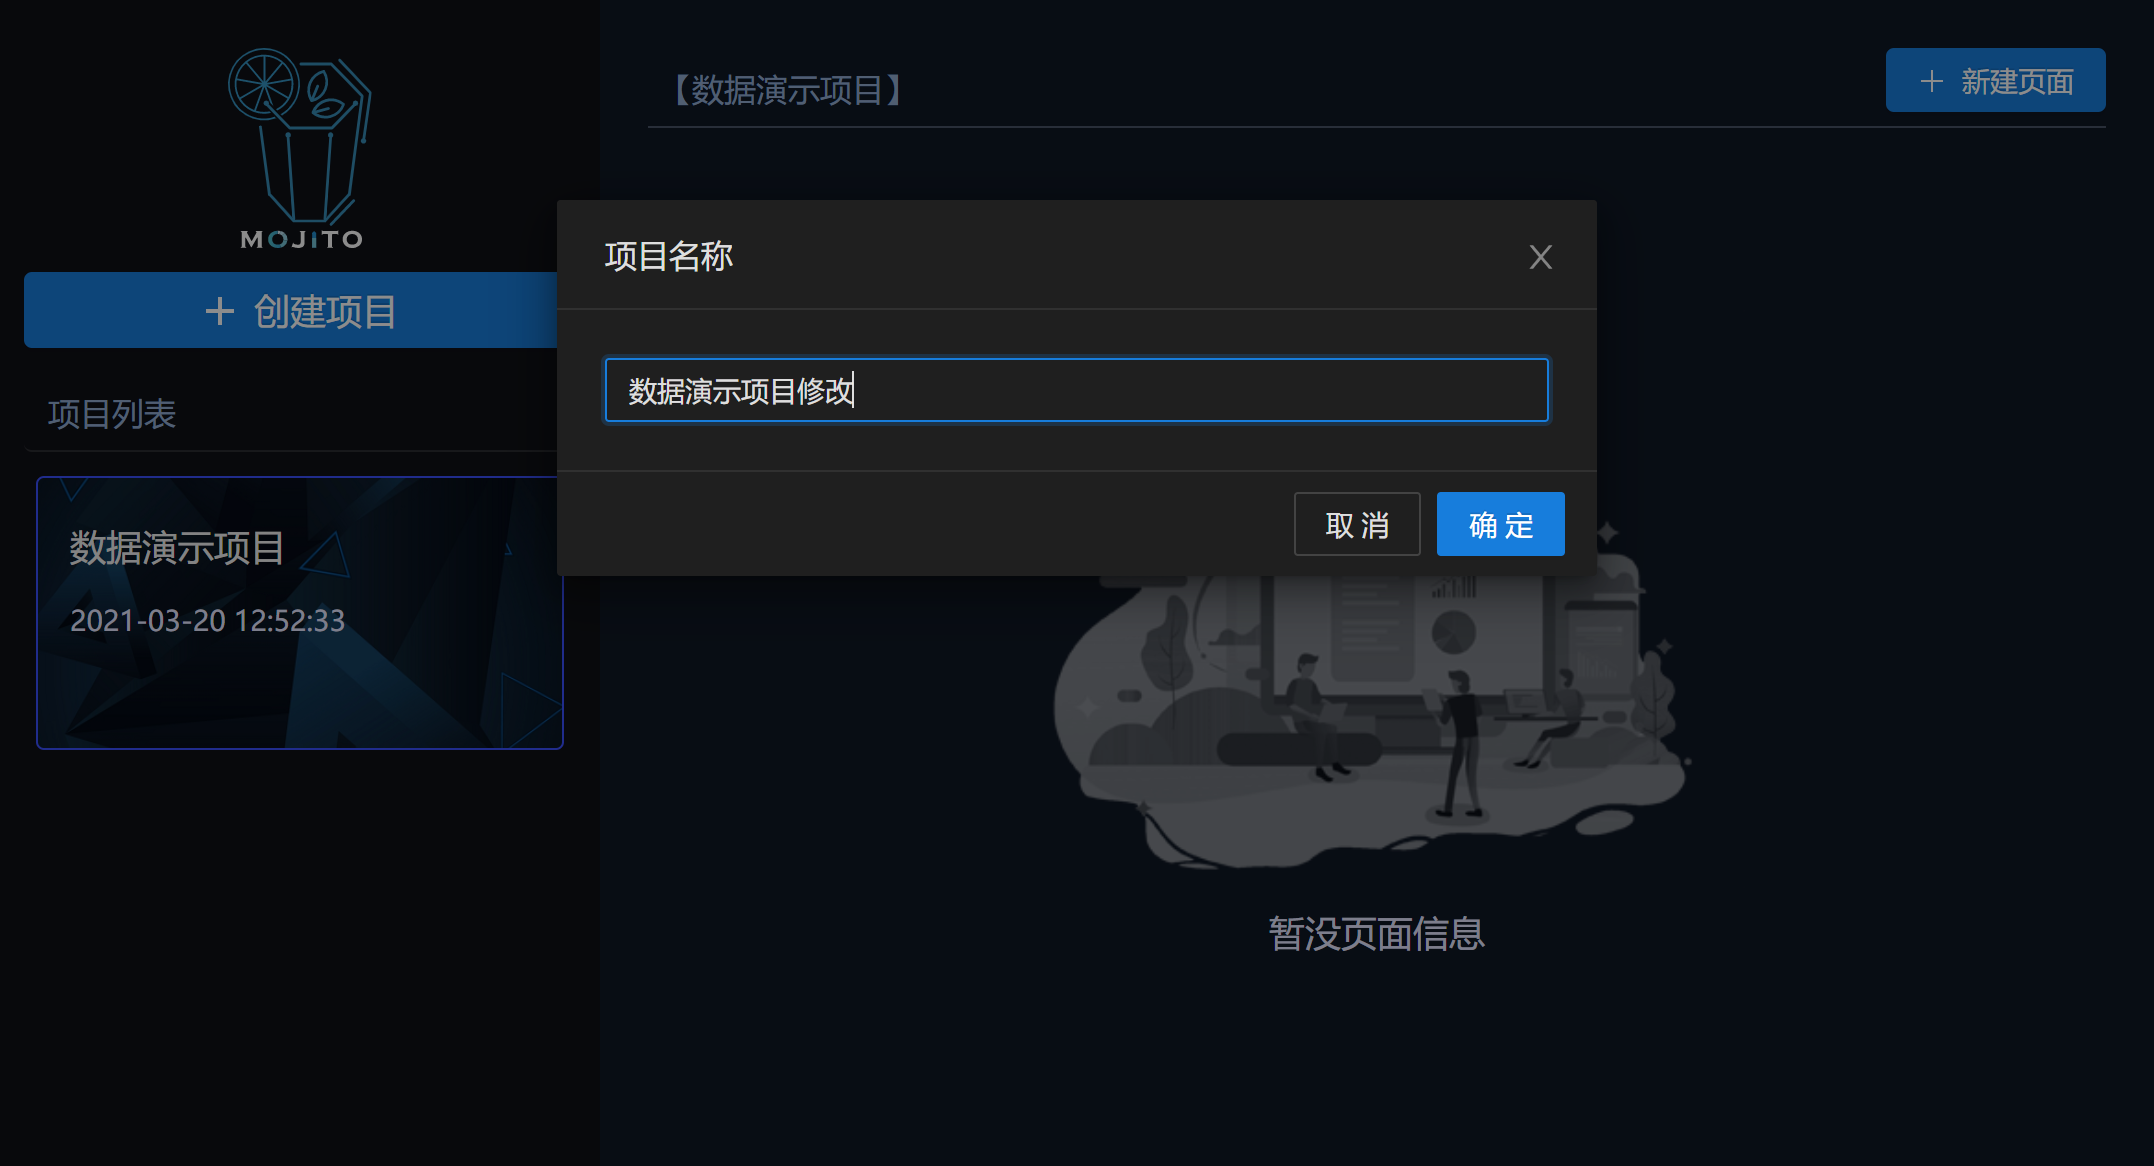 MOJITO
创建项目
项目列表
数据演示项目
2021-03-20 12:52:33
【数据演示项目】
新建页面
项目名称
数据演示项目修改
取消
确定
暂没页面信息